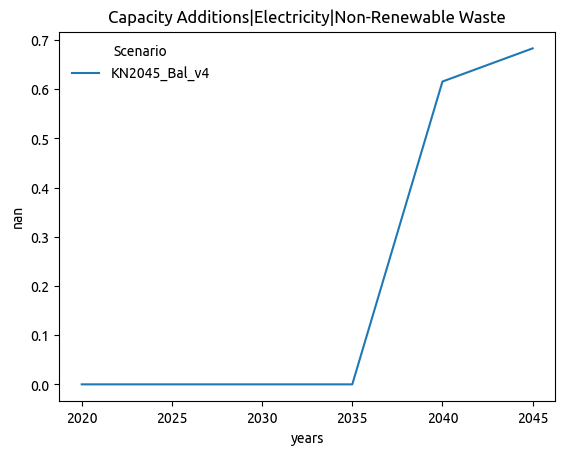 Capacity Additions|Electricity|Non-Renewable Waste
Scenario
KN2045_Bal_v4
0.7
0.6
0.5
0.4
0.3
0.2
0.1
0.0
nan
2020 2025 2030 2035 2040 2045
years